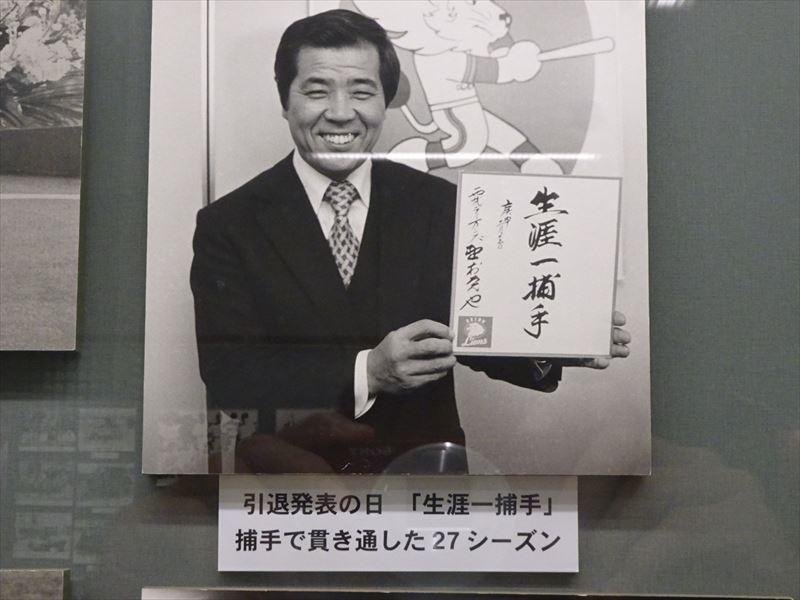 生涯一捕手
Lions
引退発表の日 「生涯一捕手」
捕手で貫き通した27シーズン